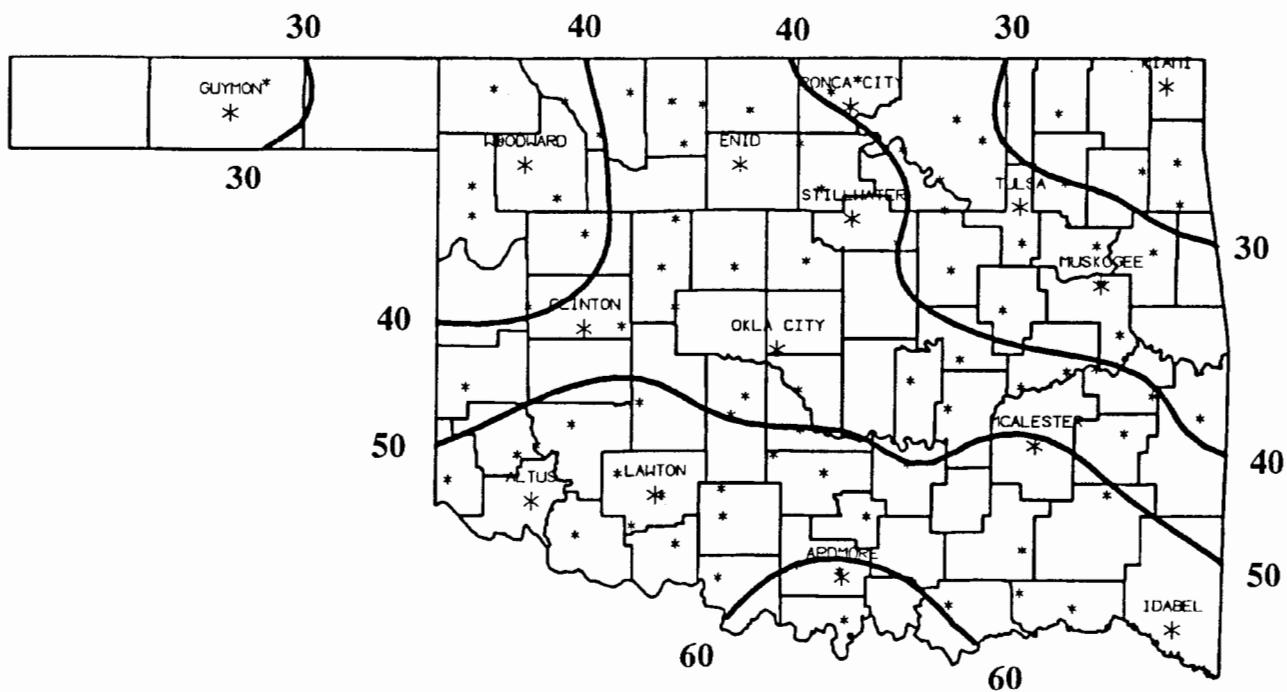 30 40 40 30
GUYMON
PONCA CITY
MIAMI
WOODWARD
ENID
30
TULSA
STILLWATER
30
MUSKOGEE
CLINTON
40
OKLA CITY
MCALESTER
50
40
LAWTON
ALTUS
ARDMORE
50
IDABEL
60
60